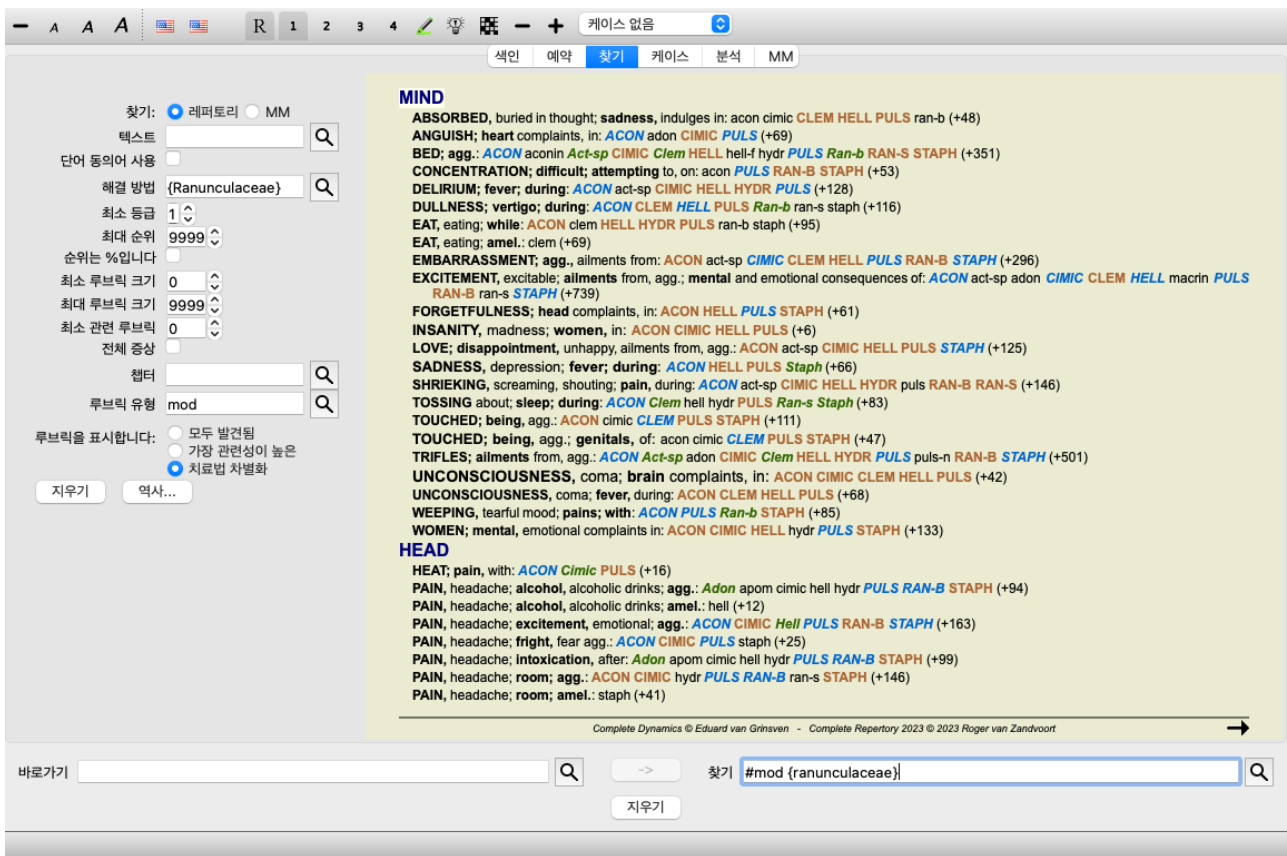 A A A R 1 2 3 4 케이스 없음
색인 예약 찾기 케이스 분석 MM
찾기: 레퍼토리 MM
텍스트
단어 동의어 사용
해결 방법 {Ranunculaceae}
최소 등급 1
최대 순위 9999
순위는 %입니다
최소 루브릭 크기 0
최대 루브릭 크기 9999
최소 관련 루브릭 0
전체 증상
챕터
루브릭 유형 mod
루브릭을 표시합니다: 모두 발견됨
가장 관련성이 높은
치료법 차별화
지우기 역사...
MIND
ABSORBED, buried in thought; sadness, indulges in: acon cimic CLEM HELL PULS ran-b (+48)
ANGUISH; heart complaints, in: ACON adon CIMIC PULS (+69)
BED; agg.: ACON aconin Act-sp CIMIC Clem HELL hell-f hydr PULS Ran-b RAN-S STAPH (+351)
CONCENTRATION; difficult; attempting to, on: acon PULS RAN-B STAPH (+53)
DELIRIUM; fever; during: ACON act-sp CIMIC HELL HYDR PULS (+128)
DULLNESS; vertigo; during: ACON CLEM HELL PULS Ran-b ran-s staph (+116)
EAT, eating; while: ACON clem HELL HYDR PULS ran-b staph (+95)
EAT, eating; amel.: clem (+69)
EMBARRASSMENT; agg., ailments from: ACON act-sp CIMIC CLEM HELL PULS RAN-B STAPH (+296)
EXCITEMENT, excitable; ailments from, agg.; mental and emotional consequences of: ACON act-sp adon CIMIC CLEM HELL macrin PULS
RAN-B ran-s STAPH (+739)
FORGETFULNESS; head complaints, in: ACON HELL PULS STAPH (+61)
INSANITY, madness; women, in: ACON CIMIC HELL PULS (+6)
LOVE; disappointment, unhappy, ailments from, agg.: ACON act-sp CIMIC HELL PULS STAPH (+125)
SADNESS, depression; fever; during: ACON HELL PULS Staph (+66)
SHRIEKING, screaming, shouting; pain, during: ACON act-sp CIMIC HELL HYDR puls RAN-B RAN-S (+146)
TOSSING about; sleep; during: ACON Clem hell hydr PULS Ran-s Staph (+83)
TOUCHED; being, agg.: ACON cimic CLEM PULS STAPH (+111)
TOUCHED; being, agg.; genitals, of: acon cimic CLEM PULS STAPH (+47)
TRIFLES; ailments from, agg.: ACON Act-sp adon CIMIC Clem HELL HYDR PULS puls-n RAN-B STAPH (+501)
UNCONSCIOUSNESS, coma; brain complaints, in: ACON CIMIC CLEM HELL PULS (+42)
UNCONSCIOUSNESS, coma; fever, during: ACON CLEM HELL PULS (+68)
WEEPING, tearful mood; pains; with: ACON PULS Ran-b STAPH (+85)
WOMEN; mental, emotional complaints in: ACON CIMIC HELL hydr PULS STAPH (+133)
HEAD
HEAT; pain, with: ACON Cimic PULS (+16)
PAIN, headache; alcohol, alcoholic drinks; agg.: Adon apom cimic hell hydr PULS RAN-B STAPH (+94)
PAIN, headache; alcohol, alcoholic drinks; amel.: hell (+12)
PAIN, headache; excitement, emotional; agg.: ACON CIMIC Hell PULS RAN-B STAPH (+163)
PAIN, headache; fright, fear agg.: ACON CIMIC PULS staph (+25)
PAIN, headache; intoxication, after: Adon apom cimic hell hydr PULS RAN-B STAPH (+99)
PAIN, headache; room; agg.: ACON CIMIC hydr PULS RAN-B ran-s STAPH (+146)
PAIN, headache; room; amel.: staph (+41)
Complete Dynamics © Eduard van Grinsven - Complete Repertory 2023 © 2023 Roger van Zandvoort
바로가기 -> 찾기 #mod {ranunculaceae}
지우기